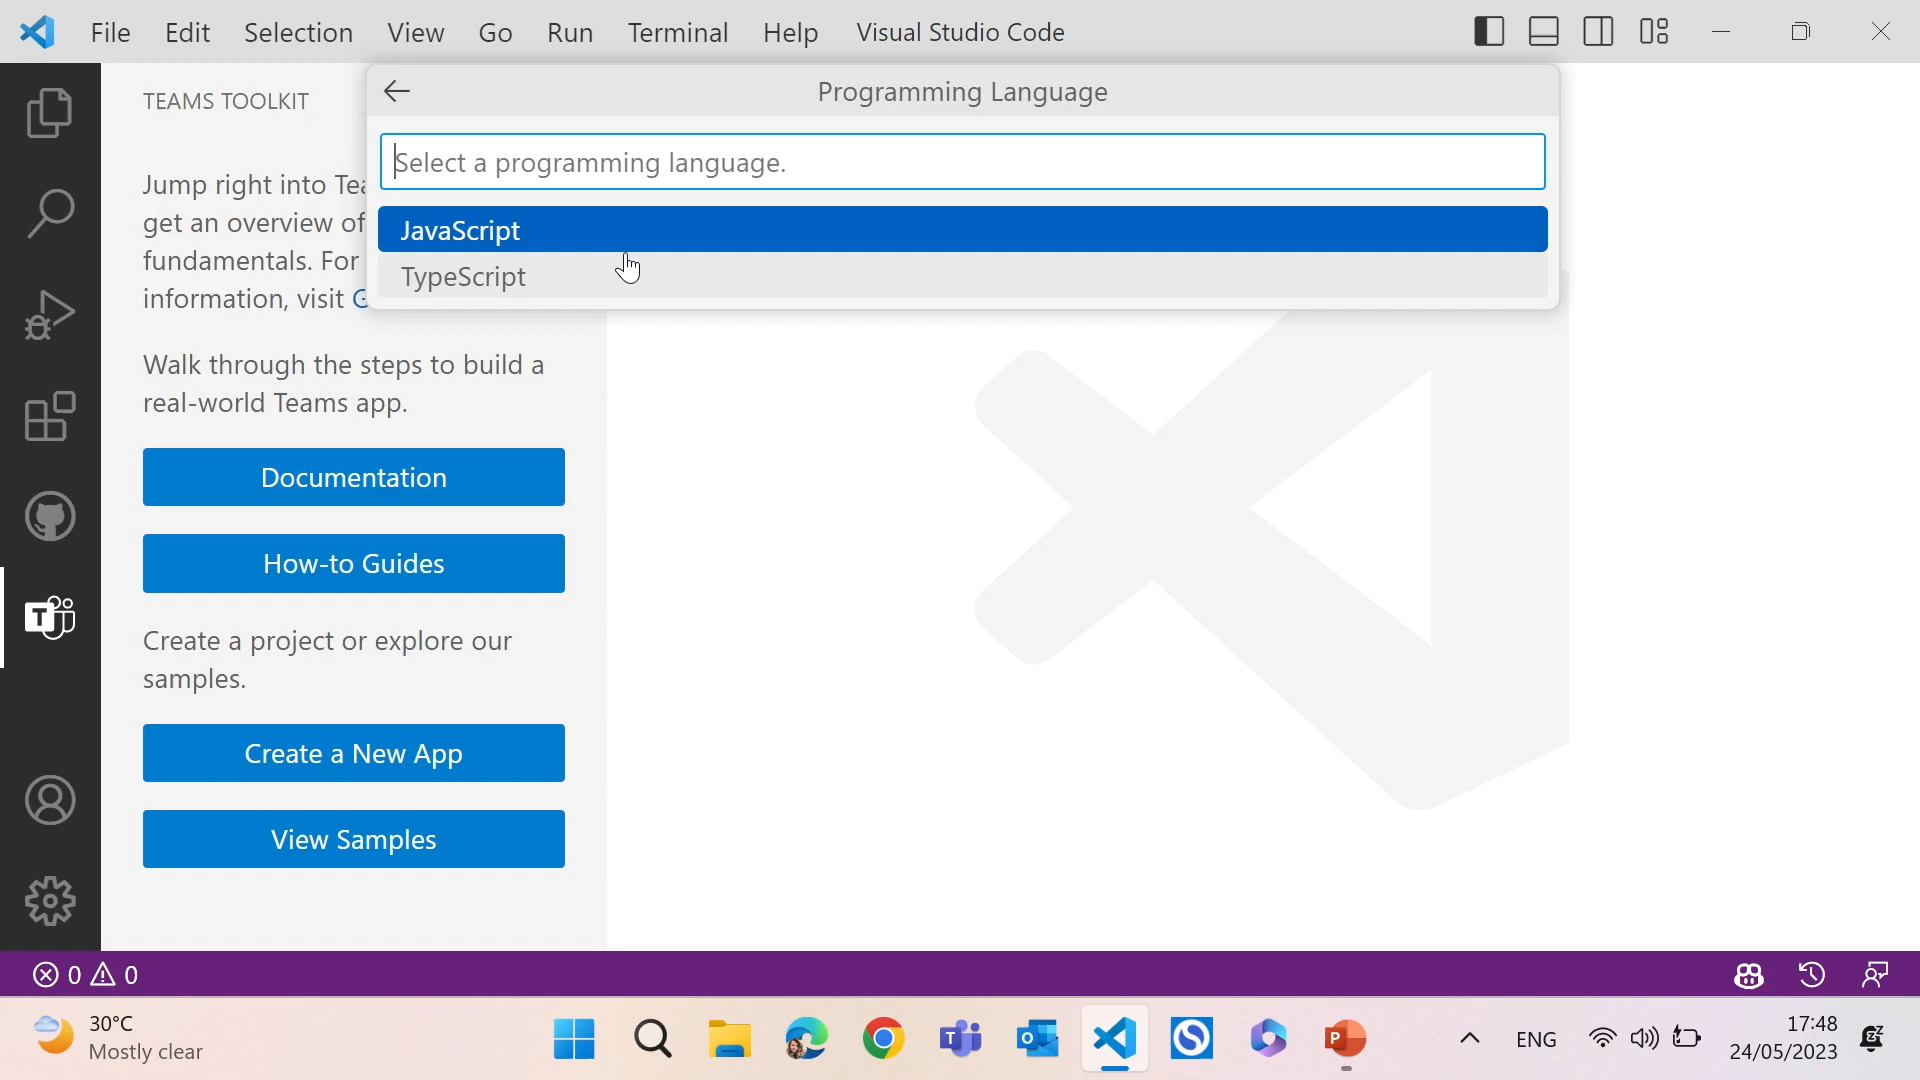 File Edit Selection View Go Run Terminal Help Visual Studio Code
TEAMS TOOLKIT
Programming Language
Select a programming language.
JavaScript
TypeScript
Jump right into Tea
get an overview of
fundamentals. For
information, visit G
Walk through the steps to build a
real-world Teams app.
Documentation
How-to Guides
Create a project or explore our
samples.
Create a New App
View Samples
0 0
30°C
Mostly clear
ENG
17:48
24/05/2023